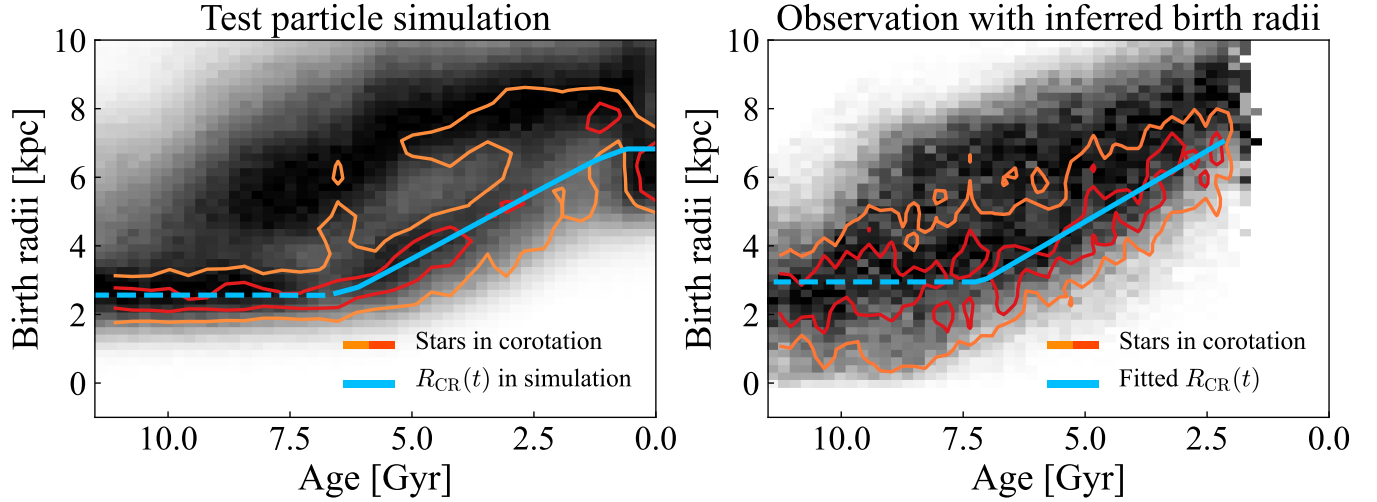 Test particle simulation
10
8
6
4
2
0
Birth radii [kpc]
10.0 7.5 5.0 2.5 0.0
Age [Gyr]
Stars in corotation
R_CR(t) in simulation
Observation with inferred birth radii
10
8
6
4
2
0
Birth radii [kpc]
10.0 7.5 5.0 2.5 0.0
Age [Gyr]
Stars in corotation
Fitted R_CR(t)